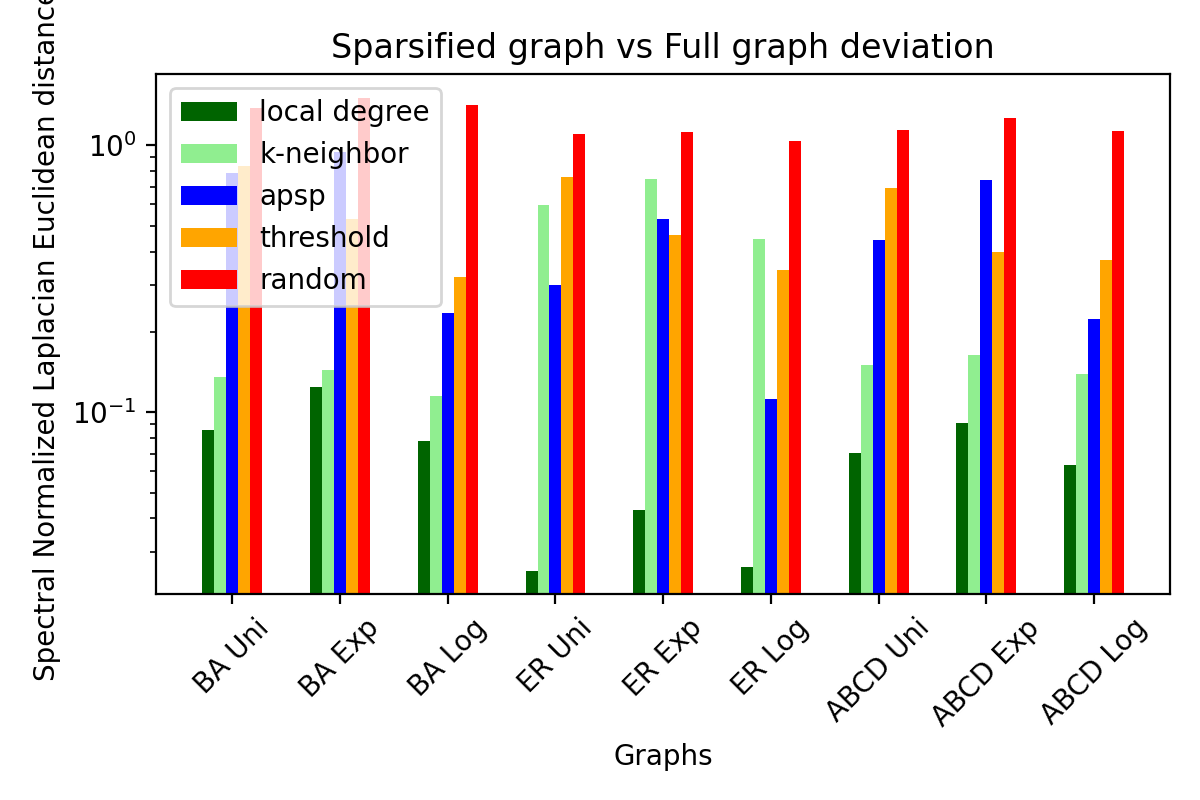 Sparsified graph vs Full graph deviation
Spectral Normalized Laplacian Euclidean distance
10⁰
10⁻¹
local degree
k-neighbor
apsp
threshold
random
BA Uni
BA Exp
BA Log
ER Uni
ER Exp
ER Log
ABCD Uni
ABCD Exp
ABCD Log
Graphs